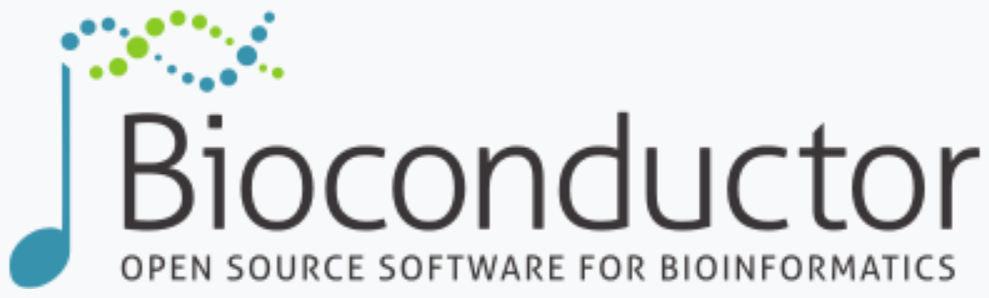 Bioconductor
OPEN SOURCE SOFTWARE FOR BIOINFORMATICS